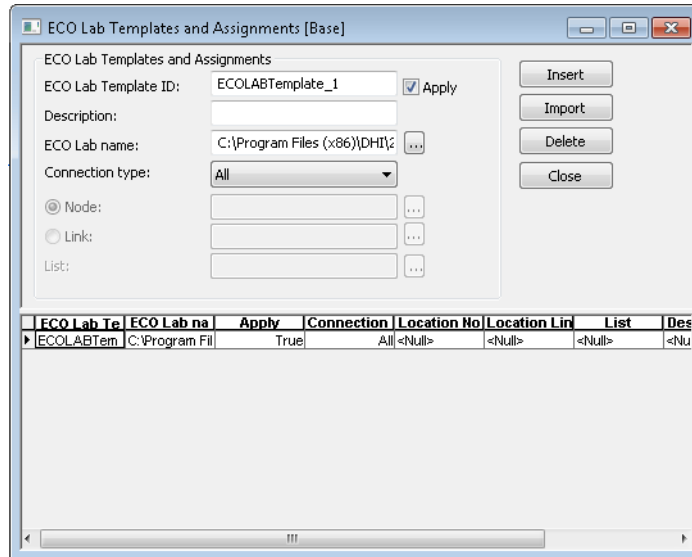 ECO Lab Templates and Assignments [Base]
ECO Lab Templates and Assignments
ECO Lab Template ID: ECOLABTemplate_1 Apply Insert
Description: Import
ECO Lab name: C:\Program Files (x86)\DHI\2 ... Delete
Connection type: All Close
Node: ...
Link: ...
List: ...
ECO Lab Te ECO Lab na Apply Connection Location No Location Lin List Des
ECOLABTem C:\Program Fil True All <Null> <Null> <Null> <Nu